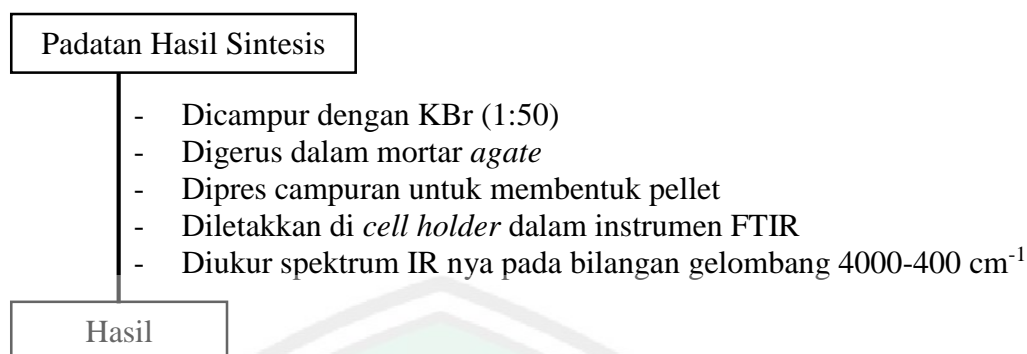 Padatan Hasil Sintesis
- Dicampur dengan KBr (1:50)
- Digerus dalam mortar agate
- Dipres campuran untuk membentuk pellet
- Diletakkan di cell holder dalam instrumen FTIR
- Diukur spektrum IR nya pada bilangan gelombang 4000-400 cm⁻¹
Hasil